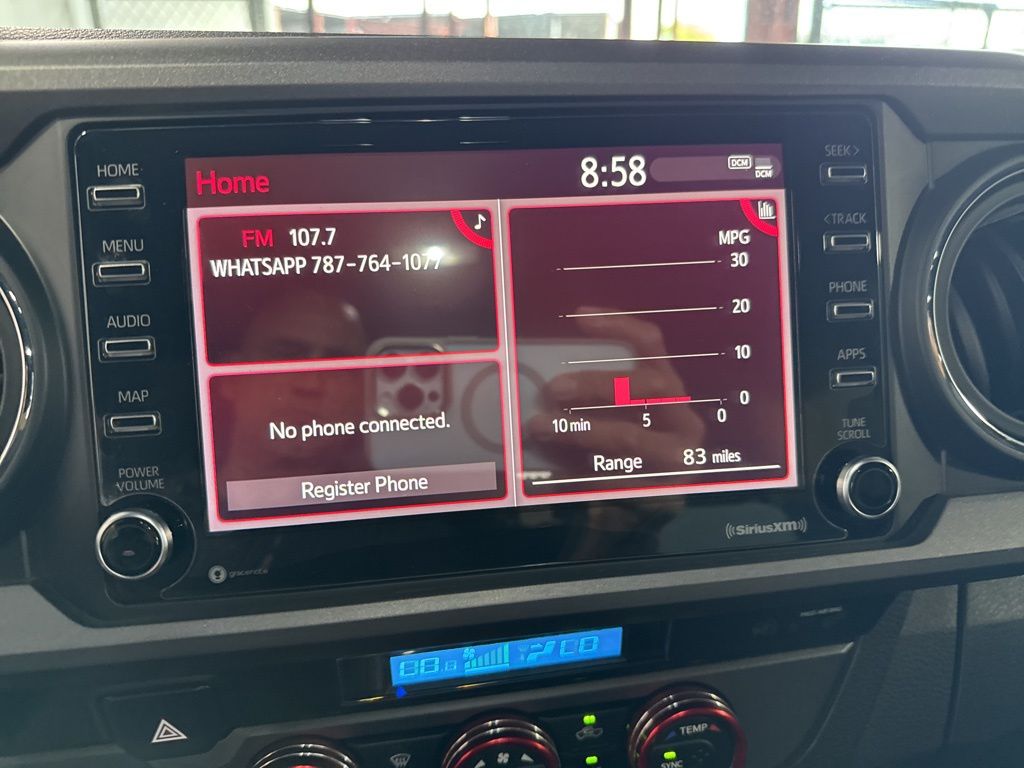 HOME
MENU
AUDIO
MAP
POWER
VOLUME
Home
8:58
DCM
DCM
FM 107.7
WHATSAPP 787-764-1077
No phone connected.
Register Phone
MPG
30
20
10
0
10 min
5
0
Range 83 miles
SEEK>
<TRACK
PHONE
APPS
TUNE
SCROLL
gracenote
((SiriusXM))
TEMP
SYNC